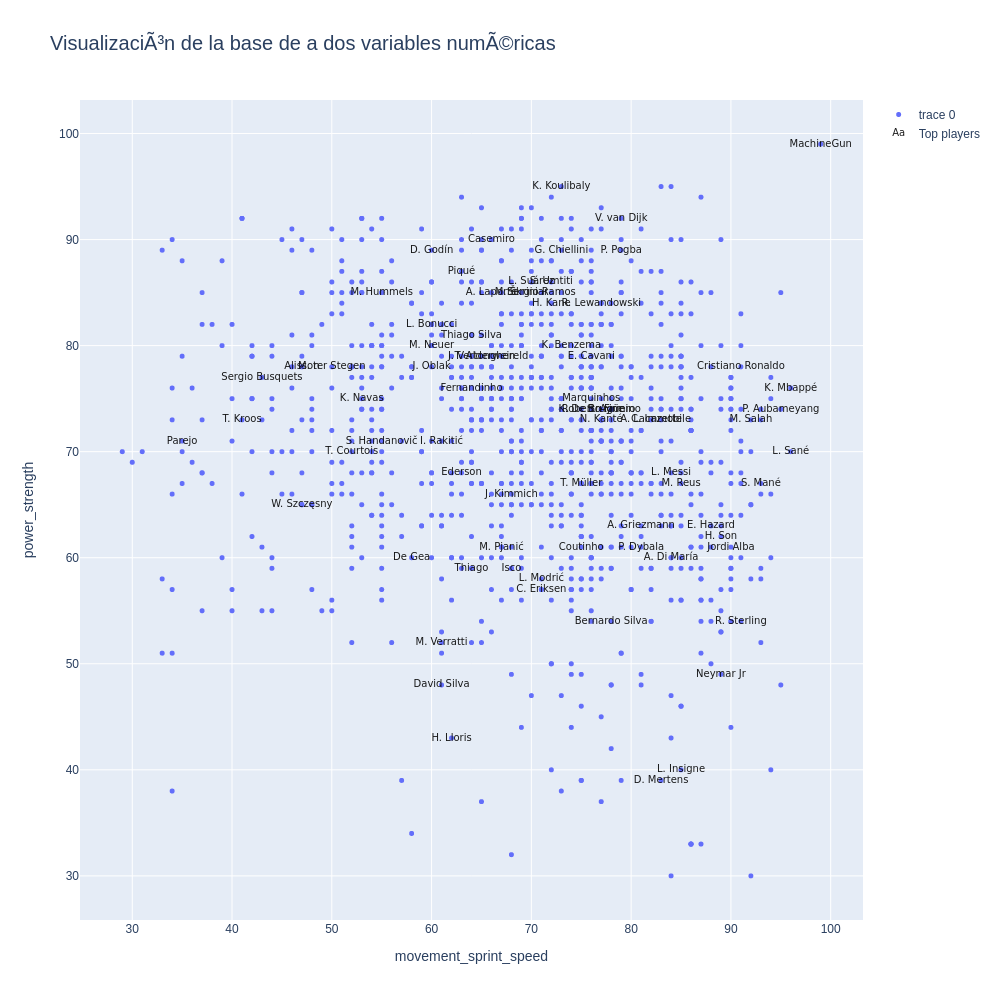 VisualizaciÃ³n de la base de a dos variables numÃ©ricas
trace 0
Aa Top players
100
MachineGun
K. Koulibaly
V. van Dijk
90
Casemiro
D. Godín
G. Chiellini
P. Pogba
Piqué
L. Suárez
M. Hummels
H. Kane
R. Lewandowski
L. Bonucci
Thiago Silva
80
M. Neuer
K. Benzema
E. Cavani
J. Oblak
Cristiano Ronaldo
Sergio Busquets
Fernandinho
K. Mbappé
K. Navas
Marquinhos
P. Aubameyang
T. Kroos
N. Kanté
M. Salah
Parejo
S. Handanovič
I. Rakitić
70
T. Courtois
L. Sané
Ederson
L. Messi
T. Müller
M. Reus
S. Mané
J. Kimmich
W. Szczęsny
A. Griezmann
E. Hazard
H. Son
M. Pjanić
Coutinho
P. Dybala
Jordi Alba
60
De Gea
A. Di María
Thiago
Isco
L. Modrić
C. Eriksen
Bernardo Silva
R. Sterling
M. Verratti
50
Neymar Jr
David Silva
H. Lloris
40
L. Insigne
D. Mertens
30
power_strength
30 40 50 60 70 80 90 100
movement_sprint_speed